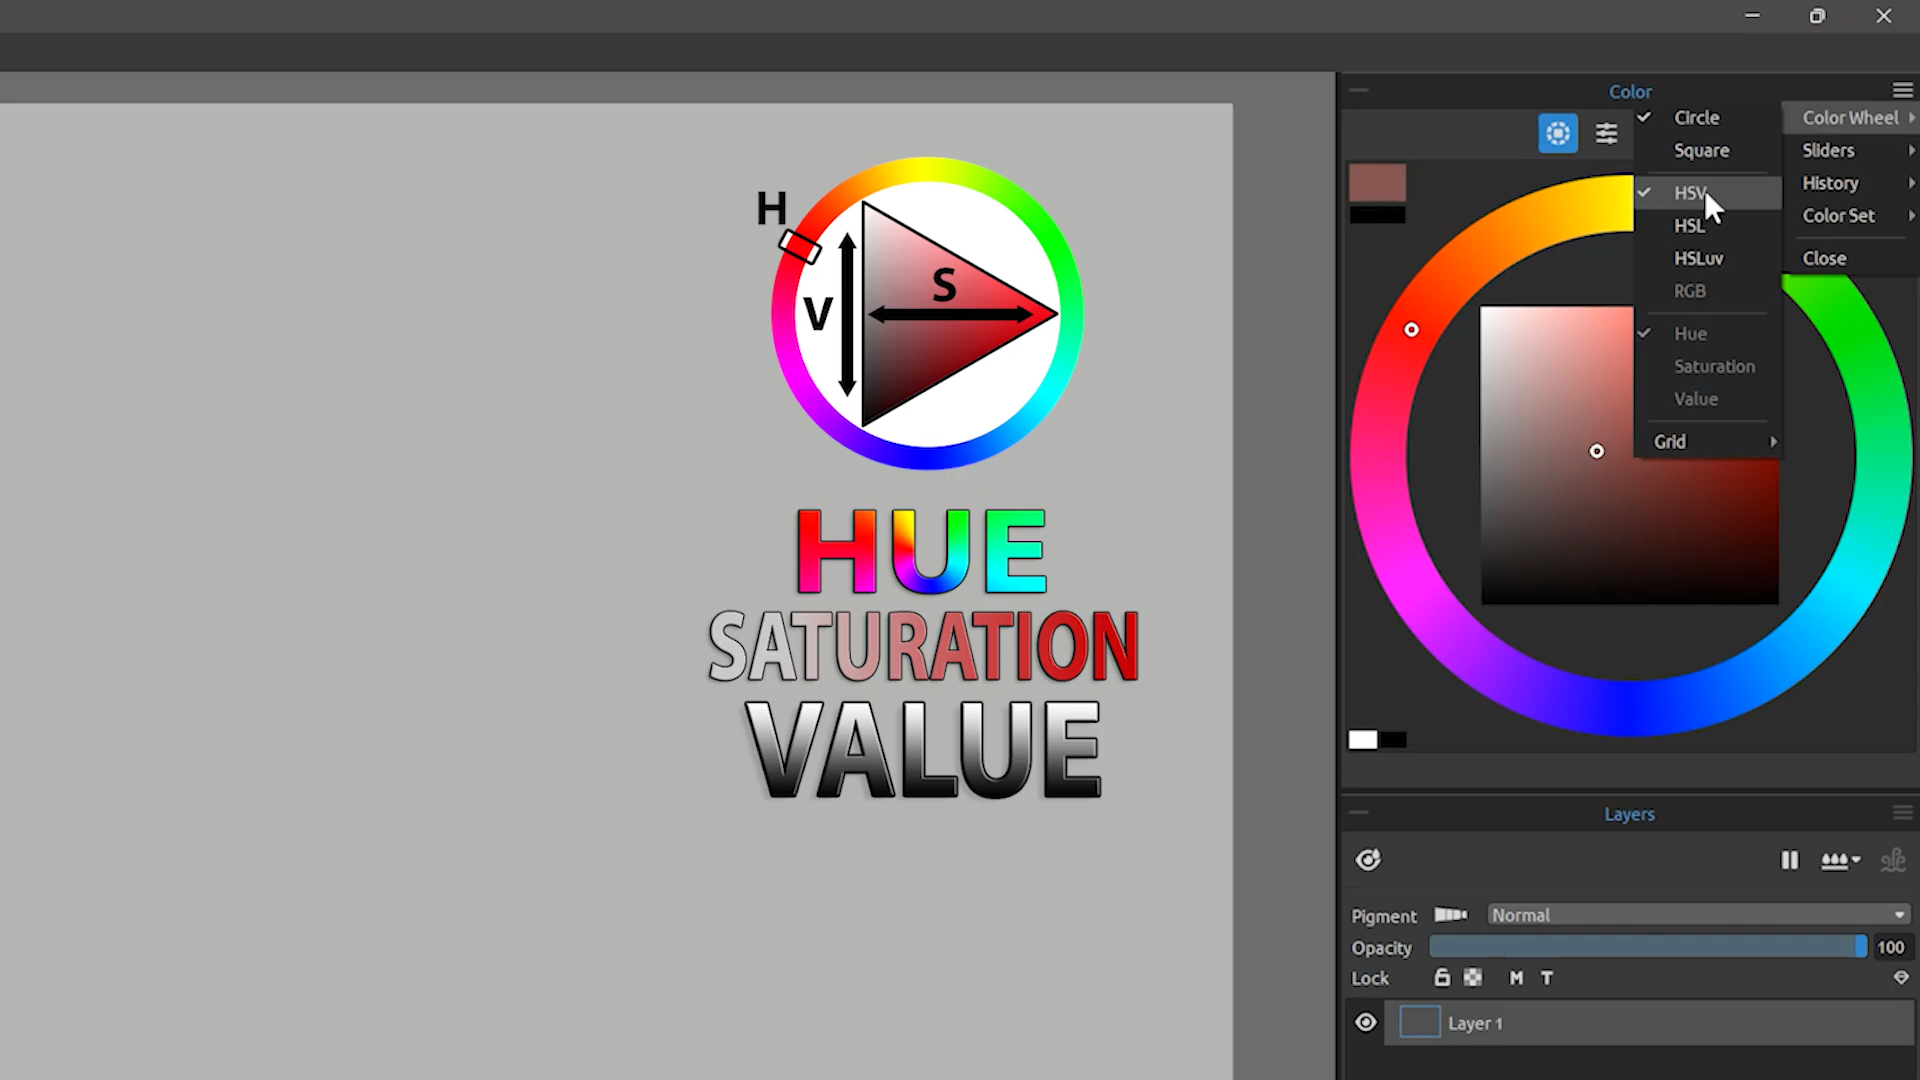 Color
Circle
Square
HSV
HSL
HSLuv
RGB
Hue
Saturation
Value
Grid
Color Wheel
Sliders
History
Color Set
Close
H
S
V
HUE
SATURATION
VALUE
Layers
Pigment Normal
Opacity 100
Lock M T
Layer 1